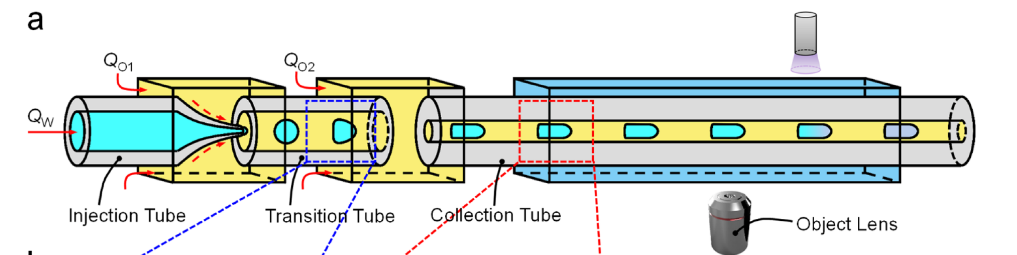 a
Q_O1
Q_O2
Q_W
Injection Tube
Transition Tube
Collection Tube
Object Lens